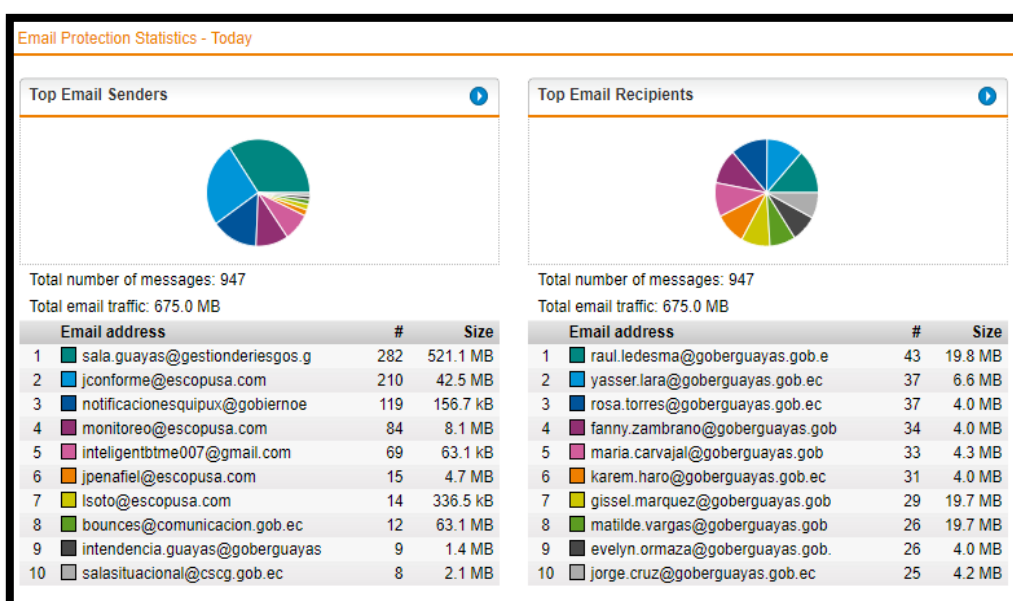 Email Protection Statistics - Today
Top Email Senders
Total number of messages: 947
Total email traffic: 675.0 MB
Email address # Size
1 sala.guayas@gestionderiesgos.g 282 521.1 MB
2 jconforme@escopusa.com 210 42.5 MB
3 notificacionesquipux@gobiernoe 119 156.7 kB
4 monitoreo@escopusa.com 84 8.1 MB
5 inteligentbtme007@gmail.com 69 63.1 kB
6 jpenafiel@escopusa.com 15 4.7 MB
7 lsoto@escopusa.com 14 336.5 kB
8 bounces@comunicacion.gob.ec 12 63.1 MB
9 intendencia.guayas@goberguayas 9 1.4 MB
10 salasituacional@cscg.gob.ec 8 2.1 MB
Top Email Recipients
Total number of messages: 947
Total email traffic: 675.0 MB
Email address # Size
1 raul.ledesma@goberguayas.gob.e 43 19.8 MB
2 yasser.lara@goberguayas.gob.ec 37 6.6 MB
3 rosa.torres@goberguayas.gob.ec 37 4.0 MB
4 fanny.zambrano@goberguayas.gob 34 4.0 MB
5 maria.carvajal@goberguayas.gob 33 4.3 MB
6 karem.haro@goberguayas.gob.ec 31 4.0 MB
7 gissel.marquez@goberguayas.gob 29 19.7 MB
8 matilde.vargas@goberguayas.gob 26 19.7 MB
9 evelyn.ormaza@goberguayas.gob. 26 4.0 MB
10 jorge.cruz@goberguayas.gob.ec 25 4.2 MB